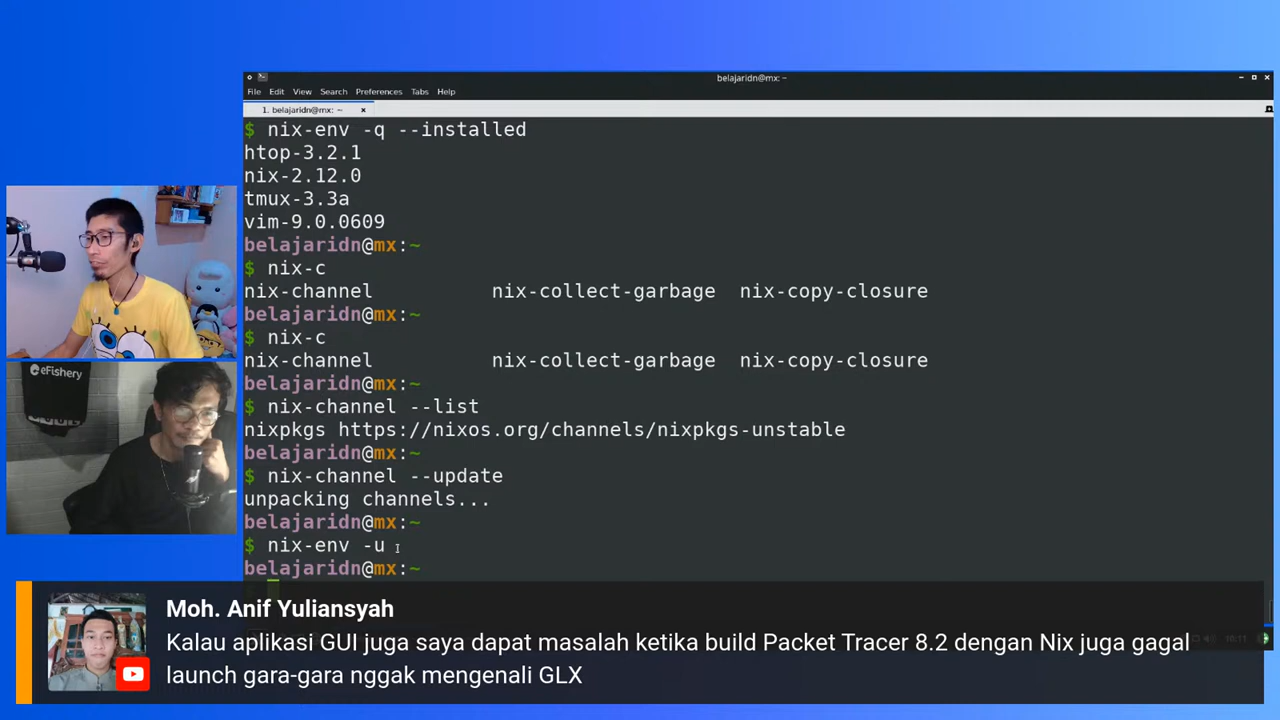 belajaridn@mx: ~
File Edit View Search Preferences Tabs Help
1. belajaridn@mx: ~
$ nix-env -q --installed
htop-3.2.1
nix-2.12.0
tmux-3.3a
vim-9.0.0609
belajaridn@mx:~
$ nix-c
nix-channel nix-collect-garbage nix-copy-closure
belajaridn@mx:~
$ nix-c
nix-channel nix-collect-garbage nix-copy-closure
belajaridn@mx:~
$ nix-channel --list
nixpkgs https://nixos.org/channels/nixpkgs-unstable
belajaridn@mx:~
$ nix-channel --update
unpacking channels...
belajaridn@mx:~
$ nix-env -u
belajaridn@mx:~
eFishery
Moh. Anif Yuliansyah
Kalau aplikasi GUI juga saya dapat masalah ketika build Packet Tracer 8.2 dengan Nix juga gagal
launch gara-gara nggak mengenali GLX